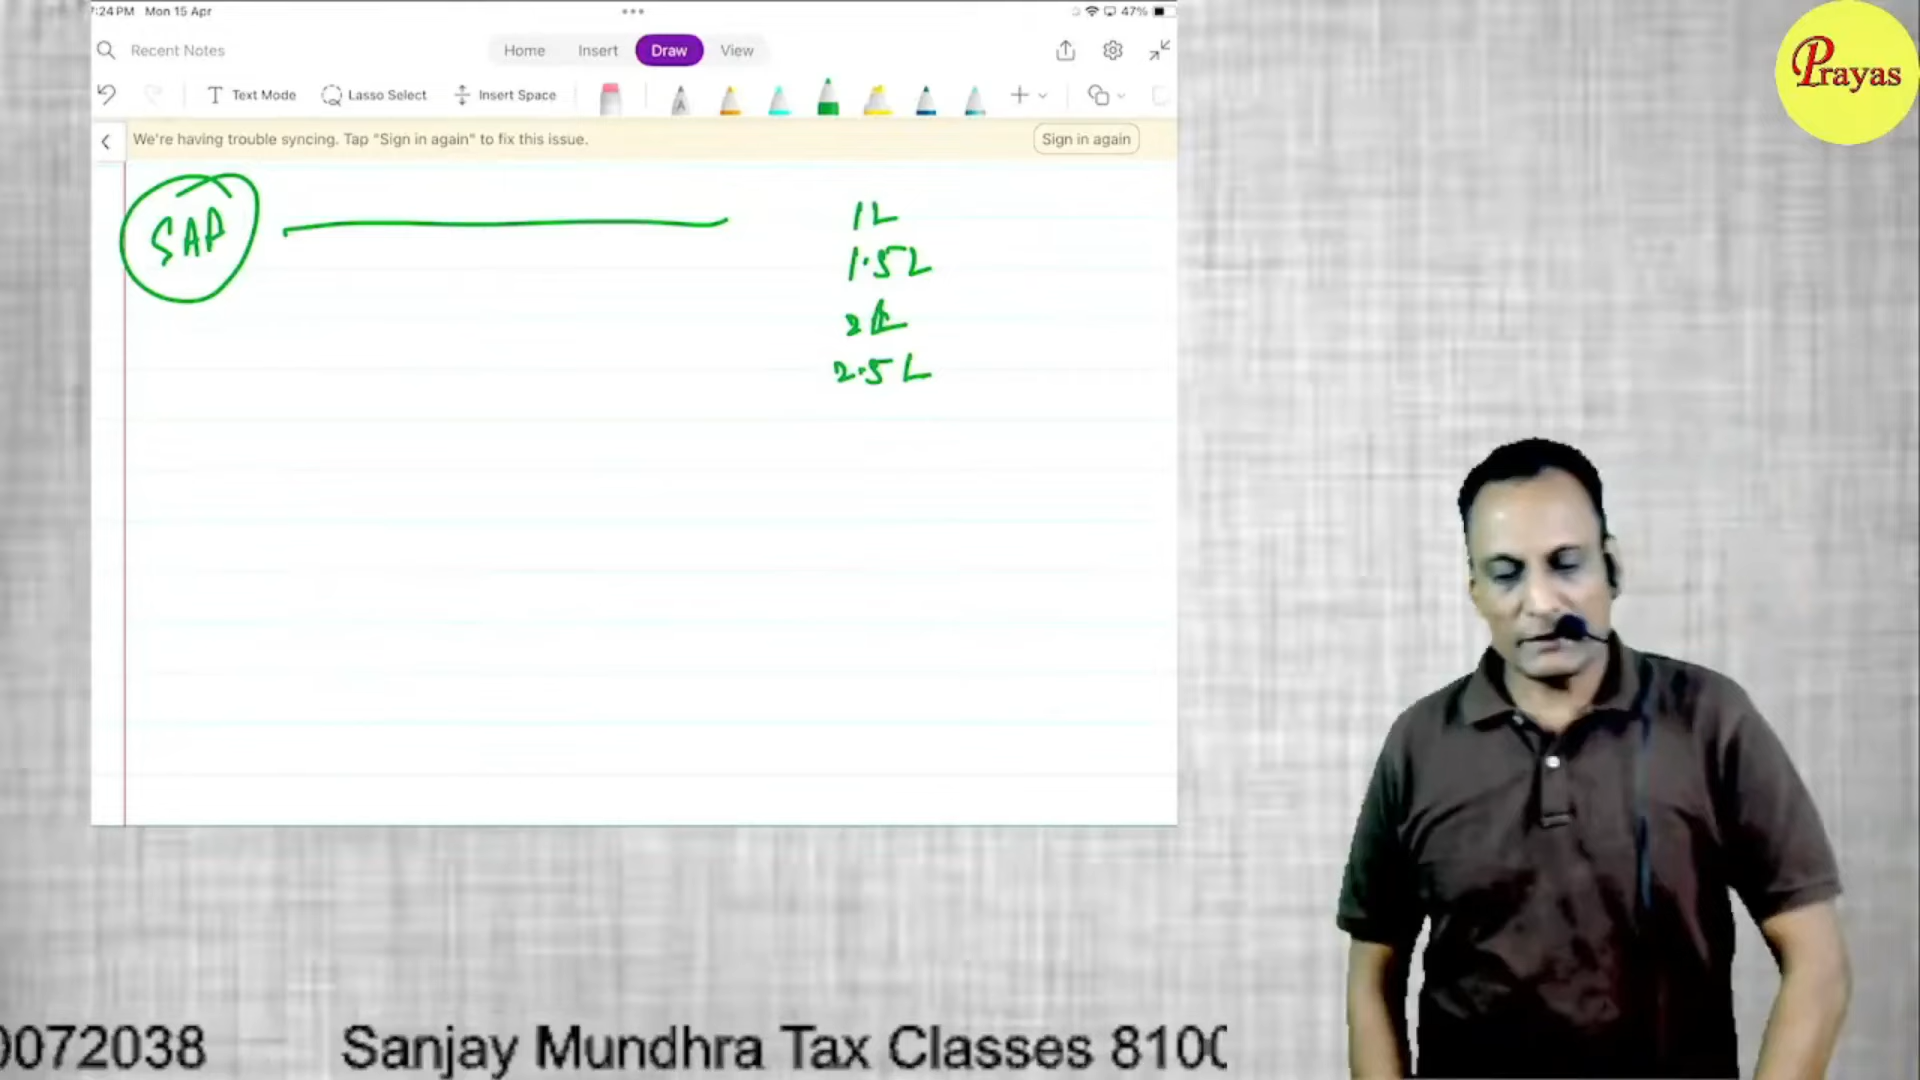 7:24 PM Mon 15 Apr
47%
Prayas
Recent Notes
Home Insert Draw View
Text Mode Lasso Select Insert Space
We're having trouble syncing. Tap "Sign in again" to fix this issue.
Sign in again
SAP
1L
1.5L
2L
2.5L
0072038 Sanjay Mundhra Tax Classes 8100